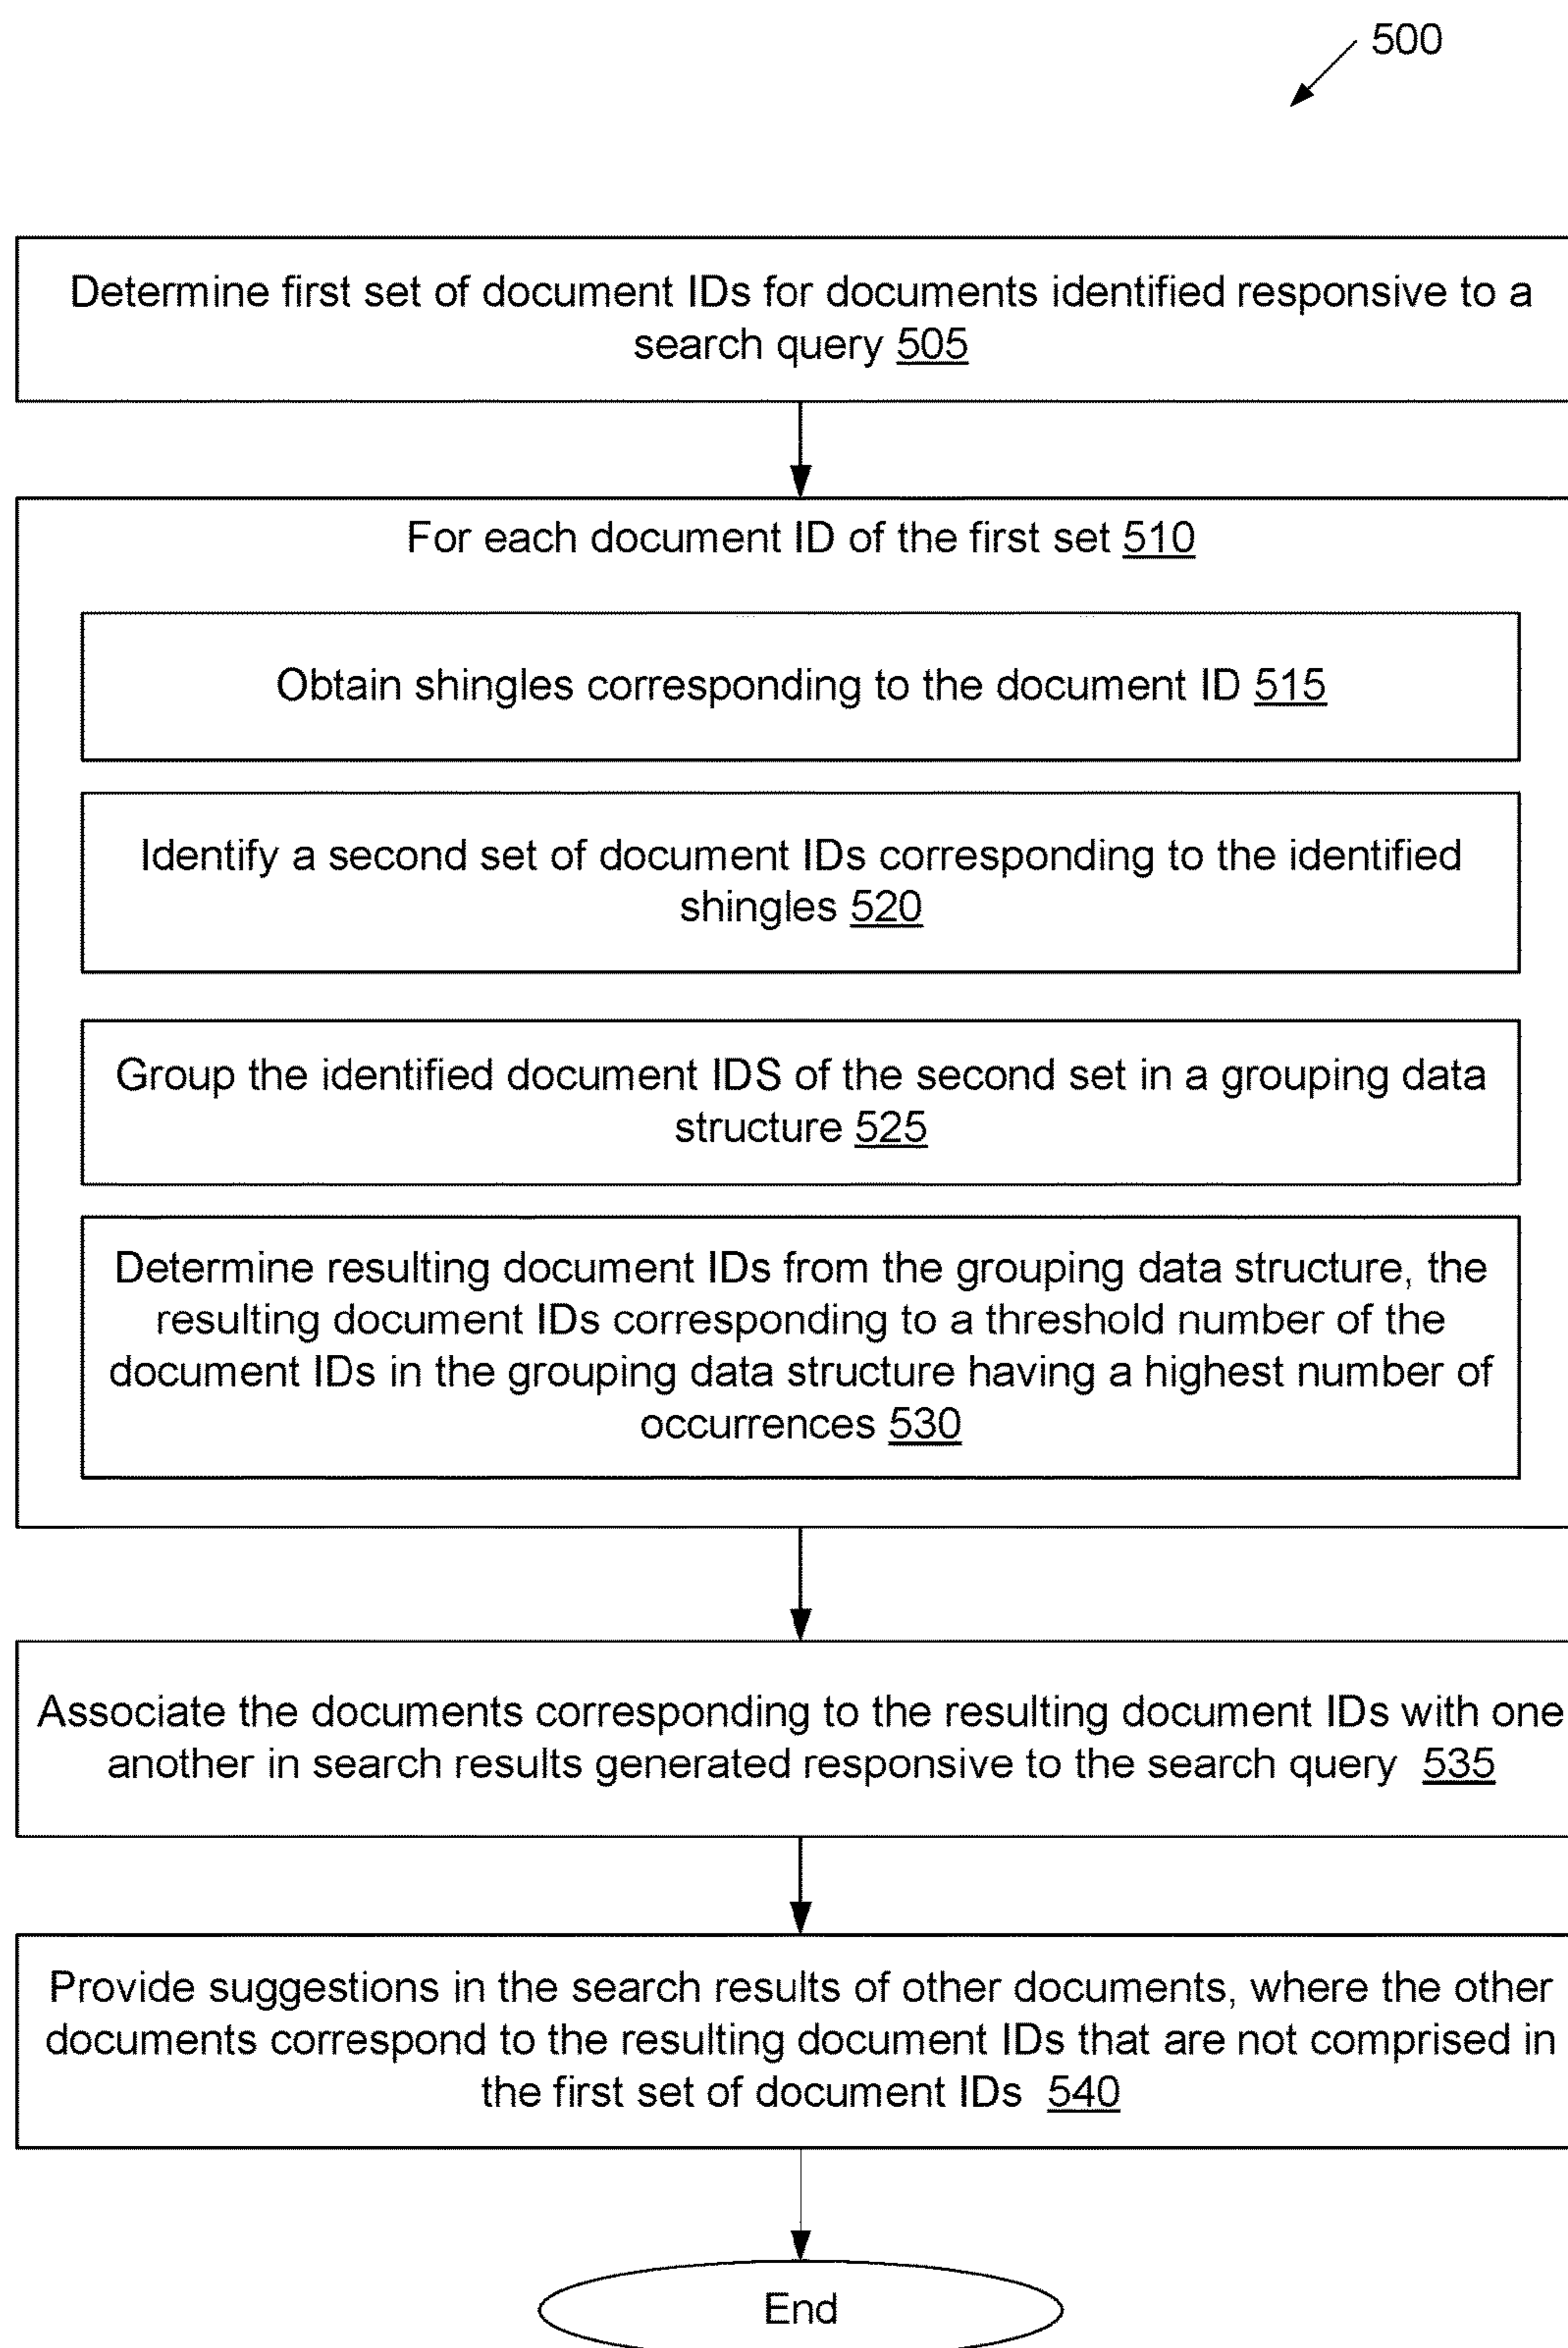 500
Determine first set of document IDs for documents identified responsive to a
search query 505
For each document ID of the first set 510
Obtain shingles corresponding to the document ID 515
Identify a second set of document IDs corresponding to the identified
shingles 520
Group the identified document IDS of the second set in a grouping data
structure 525
Determine resulting document IDs from the grouping data structure, the
resulting document IDs corresponding to a threshold number of the
document IDs in the grouping data structure having a highest number of
occurrences 530
Associate the documents corresponding to the resulting document IDs with one
another in search results generated responsive to the search query 535
Provide suggestions in the search results of other documents, where the other
documents correspond to the resulting document IDs that are not comprised in
the first set of document IDs 540
End